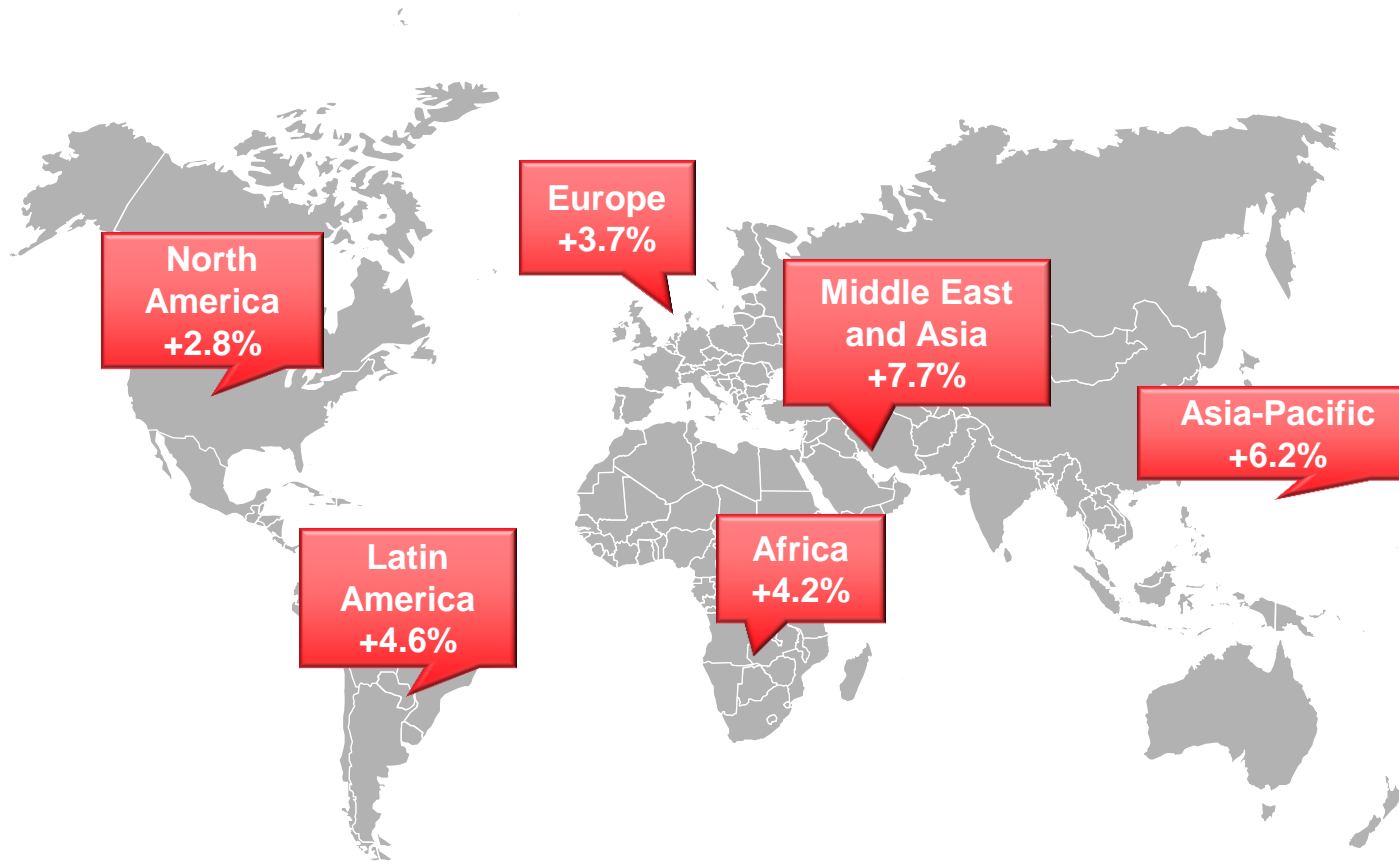 Europe
+3.7%
North
America
+2.8%
Middle East
and Asia
+7.7%
Asia-Pacific
+6.2%
Latin
America
+4.6%
Africa
+4.2%